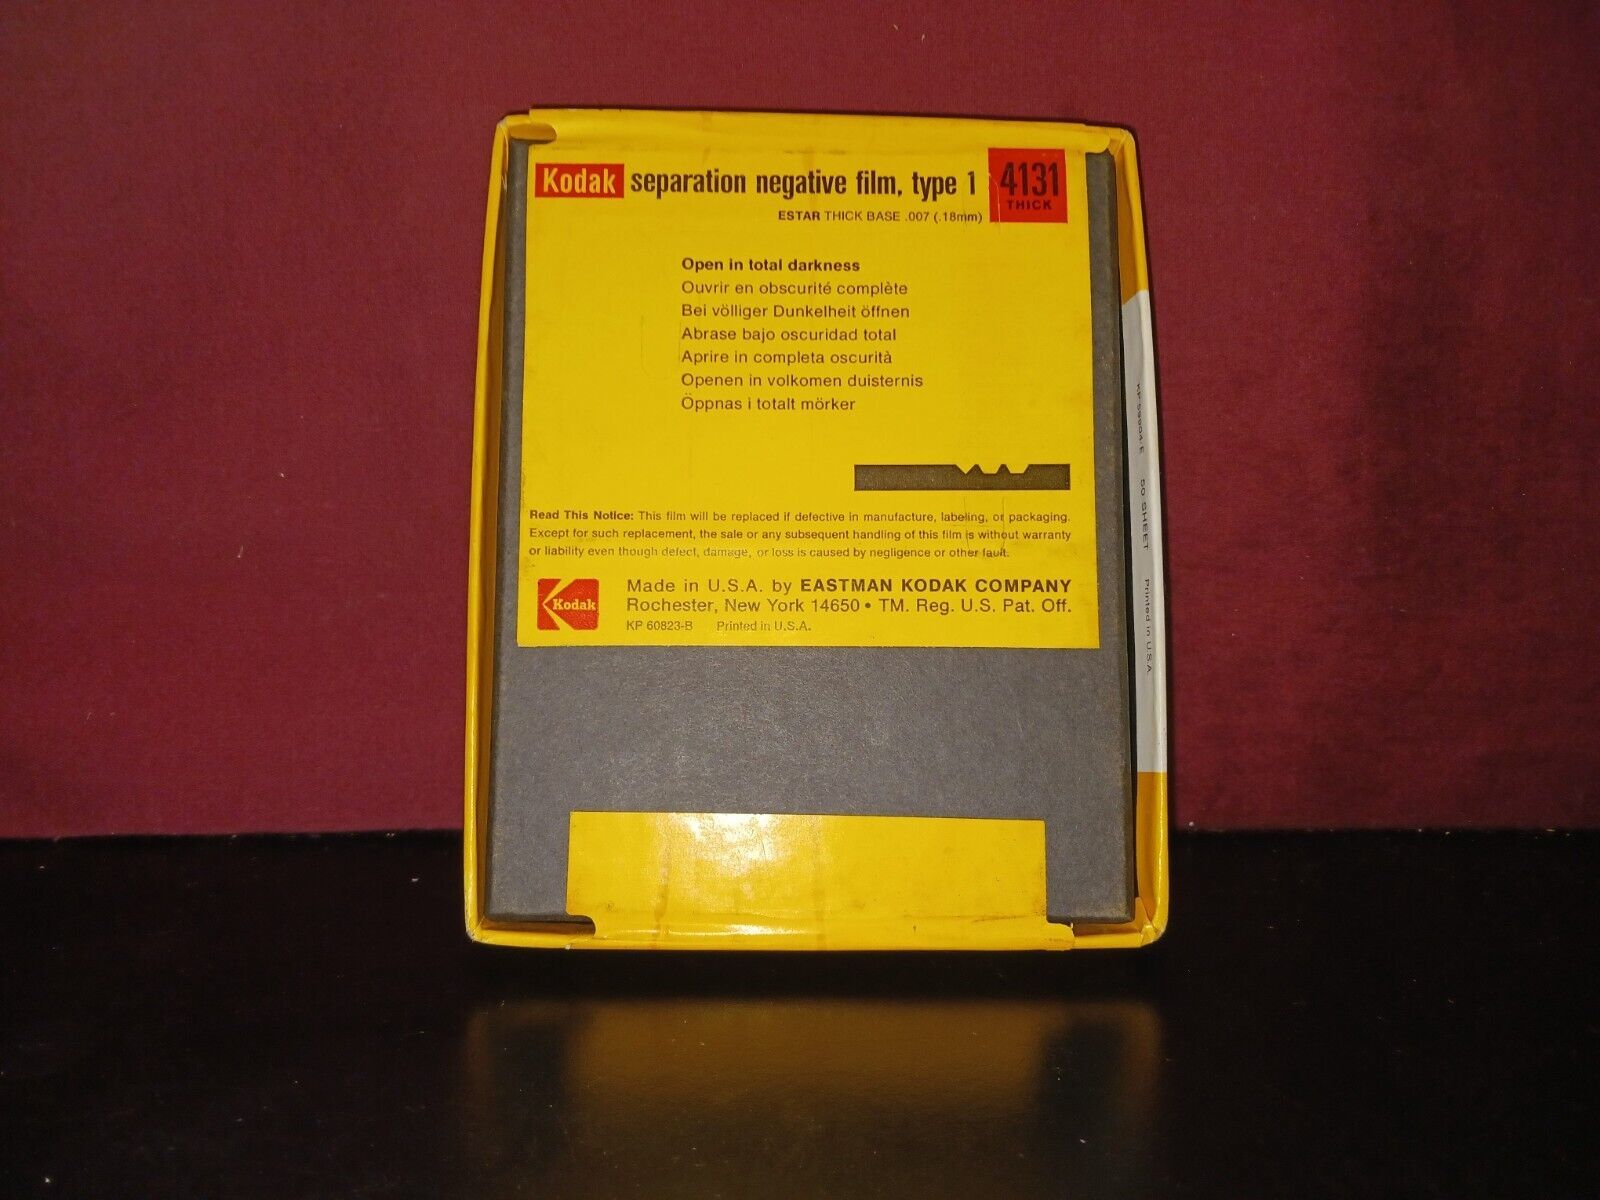 Kodak separation negative film, type 1
4131
THICK
ESTAR THICK BASE .007 (.18mm)
Open in total darkness
Ouvrir en obscurité complète
Bei völliger Dunkelheit öffnen
Abrase bajo oscuridad total
Aprire in completa oscurità
Openen in volkomen duisternis
Öppnas i totalt mörker
Read This Notice: This film will be replaced if defective in manufacture, labeling, or packaging.
Except for such replacement, the sale or any subsequent handling of this film is without warranty
or liability even though defect, damage, or loss is caused by negligence or other fault.
Kodak
Made in U.S.A. by EASTMAN KODAK COMPANY
Rochester, New York 14650 • TM. Reg. U.S. Pat. Off.
KP 60823-B Printed in U.S.A.
KP 59904-E 50 SHEET Printed in U.S.A.